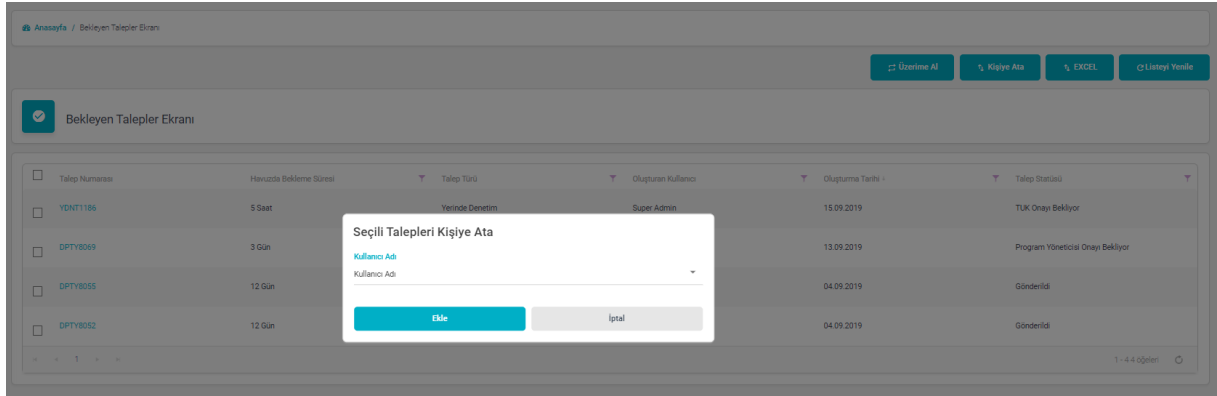 Anasayfa / Bekleyen Talepler Ekranı
Üzerime Al
Kişiye Ata
EXCEL
Listeyi Yenile
Bekleyen Talepler Ekranı
Talep Numarası Havuzda Bekleme Süresi Talep Türü Oluşturan Kullanıcı Oluşturma Tarihi Talep Statüsü
YDNT1186 5 Saat Yerinde Denetim Super Admin 15.09.2019 TUK Onayı Bekliyor
DPTY8069 3 Gün 13.09.2019 Program Yöneticisi Onayı Bekliyor
DPTY8055 12 Gün 04.09.2019 Gönderildi
DPTY8052 12 Gün 04.09.2019 Gönderildi
Seçili Talepleri Kişiye Ata
Kullanıcı Adı
Kullanıcı Adı
Ekle
İptal
1
1 - 4 4 öğeleri